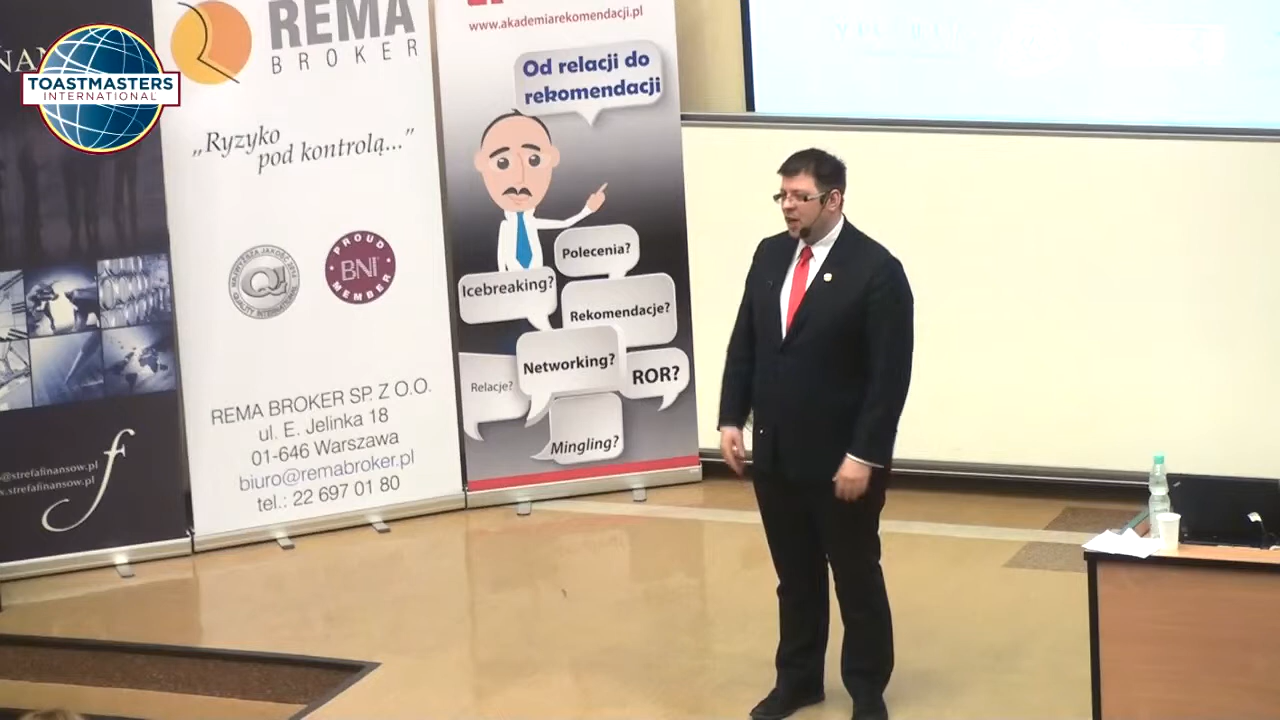 TOASTMASTERS
INTERNATIONAL
@strefafinansow.pl
.strefafinansow.pl
f
REMA
BROKER
„Ryzyko
pod kontrolą...”
PROUD
BNI
MEMBER
REMA BROKER SP. Z O.O.
ul. E. Jelinka 18
01-646 Warszawa
biuro@remabroker.pl
tel.: 22 697 01 80
www.akademiarekomendacji.pl
Od relacji do
rekomendacji
Polecenia?
Icebreaking?
Rekomendacje?
Networking?
Relacje?
ROR?
Mingling?